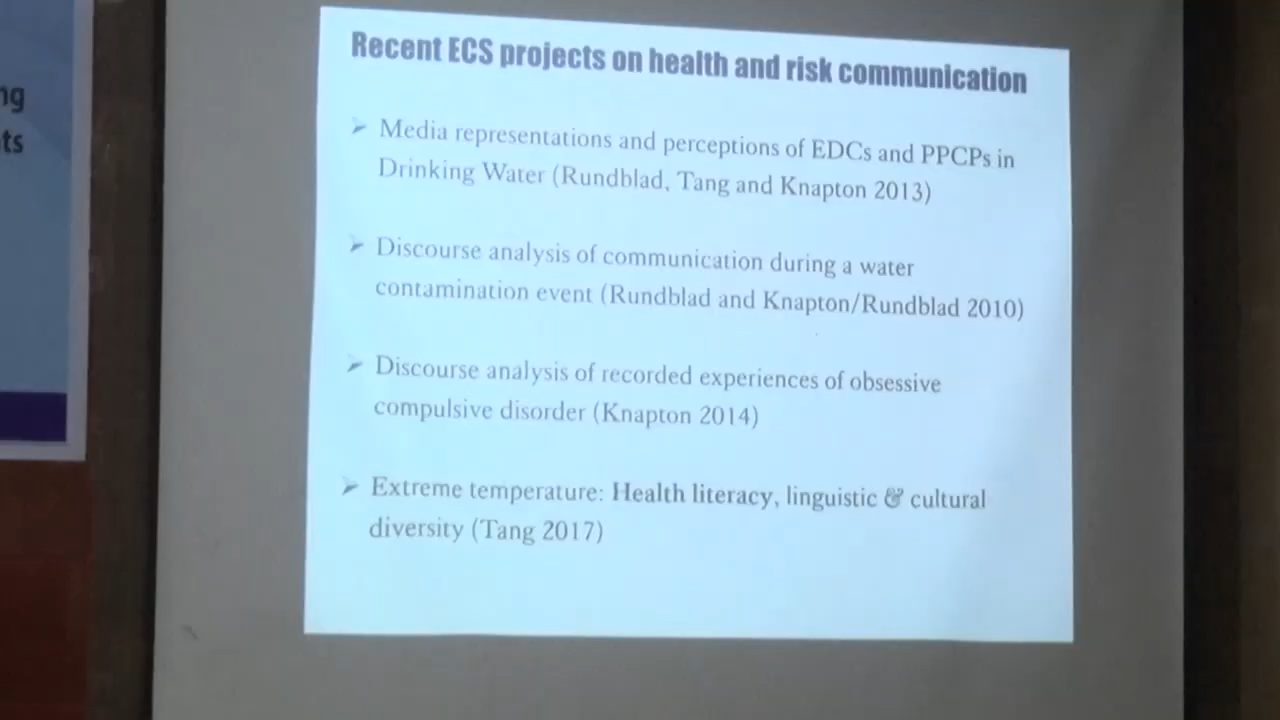 ng
ts
Recent ECS projects on health and risk communication
➢ Media representations and perceptions of EDCs and PPCPs in
Drinking Water (Rundblad, Tang and Knapton 2013)
➢ Discourse analysis of communication during a water
contamination event (Rundblad and Knapton/Rundblad 2010)
➢ Discourse analysis of recorded experiences of obsessive
compulsive disorder (Knapton 2014)
➢ Extreme temperature: Health literacy, linguistic & cultural
diversity (Tang 2017)